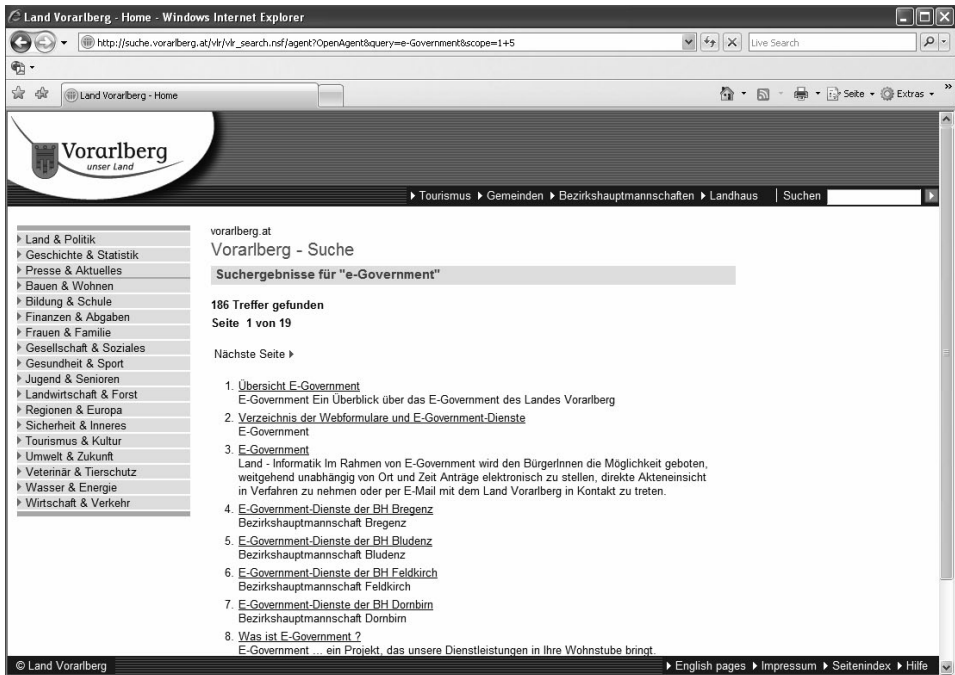 Land Vorarlberg - Home - Windows Internet Explorer
http://suche.vorarlberg.at/vlr/vlr_search.nsf/agent?OpenAgent&query=e-Government&scope=1+5
Live Search
Land Vorarlberg - Home
Seite
Extras
»
Vorarlberg
unser Land
Tourismus
Gemeinden
Bezirkshauptmannschaften
Landhaus
Suchen
Land & Politik
Geschichte & Statistik
Presse & Aktuelles
Bauen & Wohnen
Bildung & Schule
Finanzen & Abgaben
Frauen & Familie
Gesellschaft & Soziales
Gesundheit & Sport
Jugend & Senioren
Landwirtschaft & Forst
Regionen & Europa
Sicherheit & Inneres
Tourismus & Kultur
Umwelt & Zukunft
Veterinär & Tierschutz
Wasser & Energie
Wirtschaft & Verkehr
vorarlberg.at
Vorarlberg - Suche
Suchergebnisse für "e-Government"
186 Treffer gefunden
Seite 1 von 19
Nächste Seite
1. Übersicht E-Government
E-Government Ein Überblick über das E-Government des Landes Vorarlberg
2. Verzeichnis der Webformulare und E-Government-Dienste
E-Government
3. E-Government
Land - Informatik Im Rahmen von E-Government wird den BürgerInnen die Möglichkeit geboten,
weitgehend unabhängig von Ort und Zeit Anträge elektronisch zu stellen, direkte Akteneinsicht
in Verfahren zu nehmen oder per E-Mail mit dem Land Vorarlberg in Kontakt zu treten.
4. E-Government-Dienste der BH Bregenz
Bezirkshauptmannschaft Bregenz
5. E-Government-Dienste der BH Bludenz
Bezirkshauptmannschaft Bludenz
6. E-Government-Dienste der BH Feldkirch
Bezirkshauptmannschaft Feldkirch
7. E-Government-Dienste der BH Dornbirn
Bezirkshauptmannschaft Dornbirn
8. Was ist E-Government ?
E-Government ... ein Projekt, das unsere Dienstleistungen in Ihre Wohnstube bringt.
© Land Vorarlberg
English pages
Impressum
Seitenindex
Hilfe